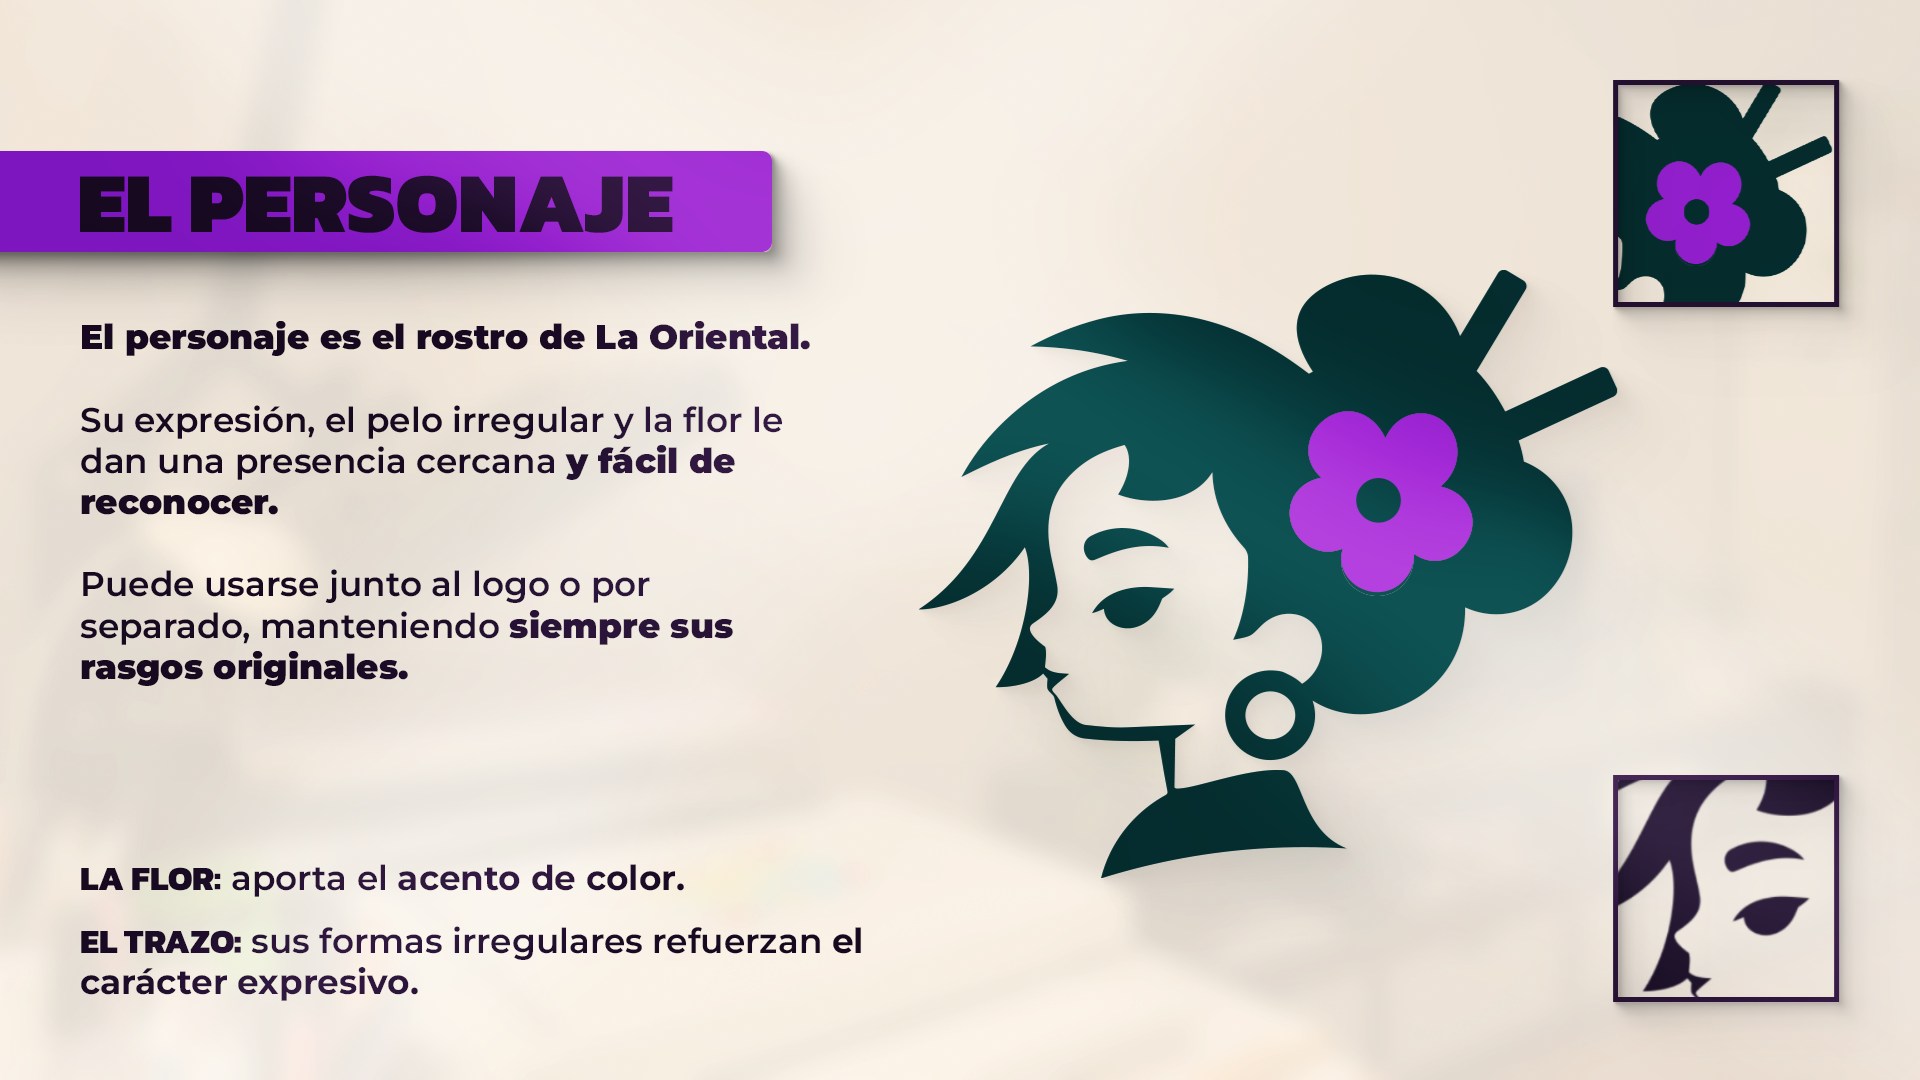 EL PERSONAJE
El personaje es el rostro de La Oriental.
Su expresión, el pelo irregular y la flor le
dan una presencia cercana y fácil de
reconocer.
Puede usarse junto al logo o por
separado, manteniendo siempre sus
rasgos originales.
LA FLOR: aporta el acento de color.
EL TRAZO: sus formas irregulares refuerzan el
carácter expresivo.